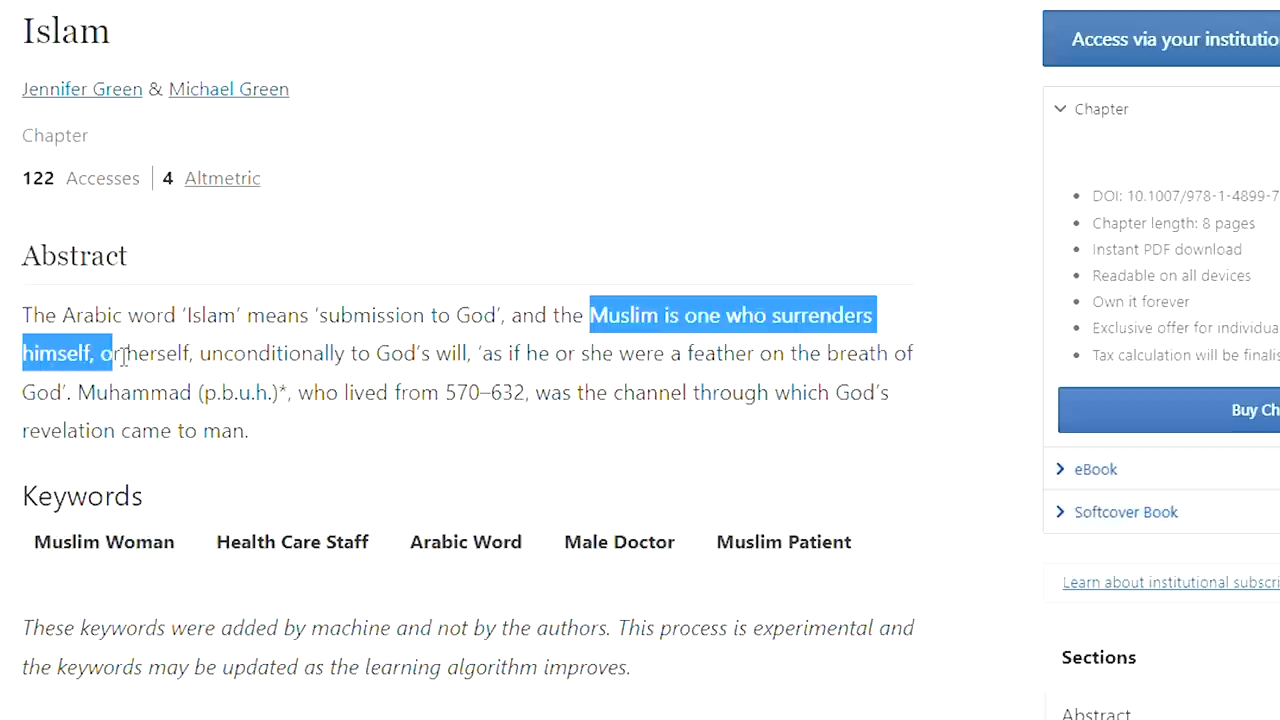 Islam
Jennifer Green & Michael Green
Chapter
122 Accesses | 4 Altmetric
Abstract
The Arabic word ‘Islam’ means ‘submission to God’, and the Muslim is one who surrenders
himself, or herself, unconditionally to God’s will, ‘as if he or she were a feather on the breath of
God’. Muhammad (p.b.u.h.)*, who lived from 570–632, was the channel through which God’s
revelation came to man.
Keywords
Muslim Woman Health Care Staff Arabic Word Male Doctor Muslim Patient
These keywords were added by machine and not by the authors. This process is experimental and
the keywords may be updated as the learning algorithm improves.
Access via your institutio
Chapter
DOI: 10.1007/978-1-4899-7
Chapter length: 8 pages
Instant PDF download
Readable on all devices
Own it forever
Exclusive offer for individua
Tax calculation will be finalis
Buy Ch
eBook
Softcover Book
Learn about institutional subscri
Sections
Abstract